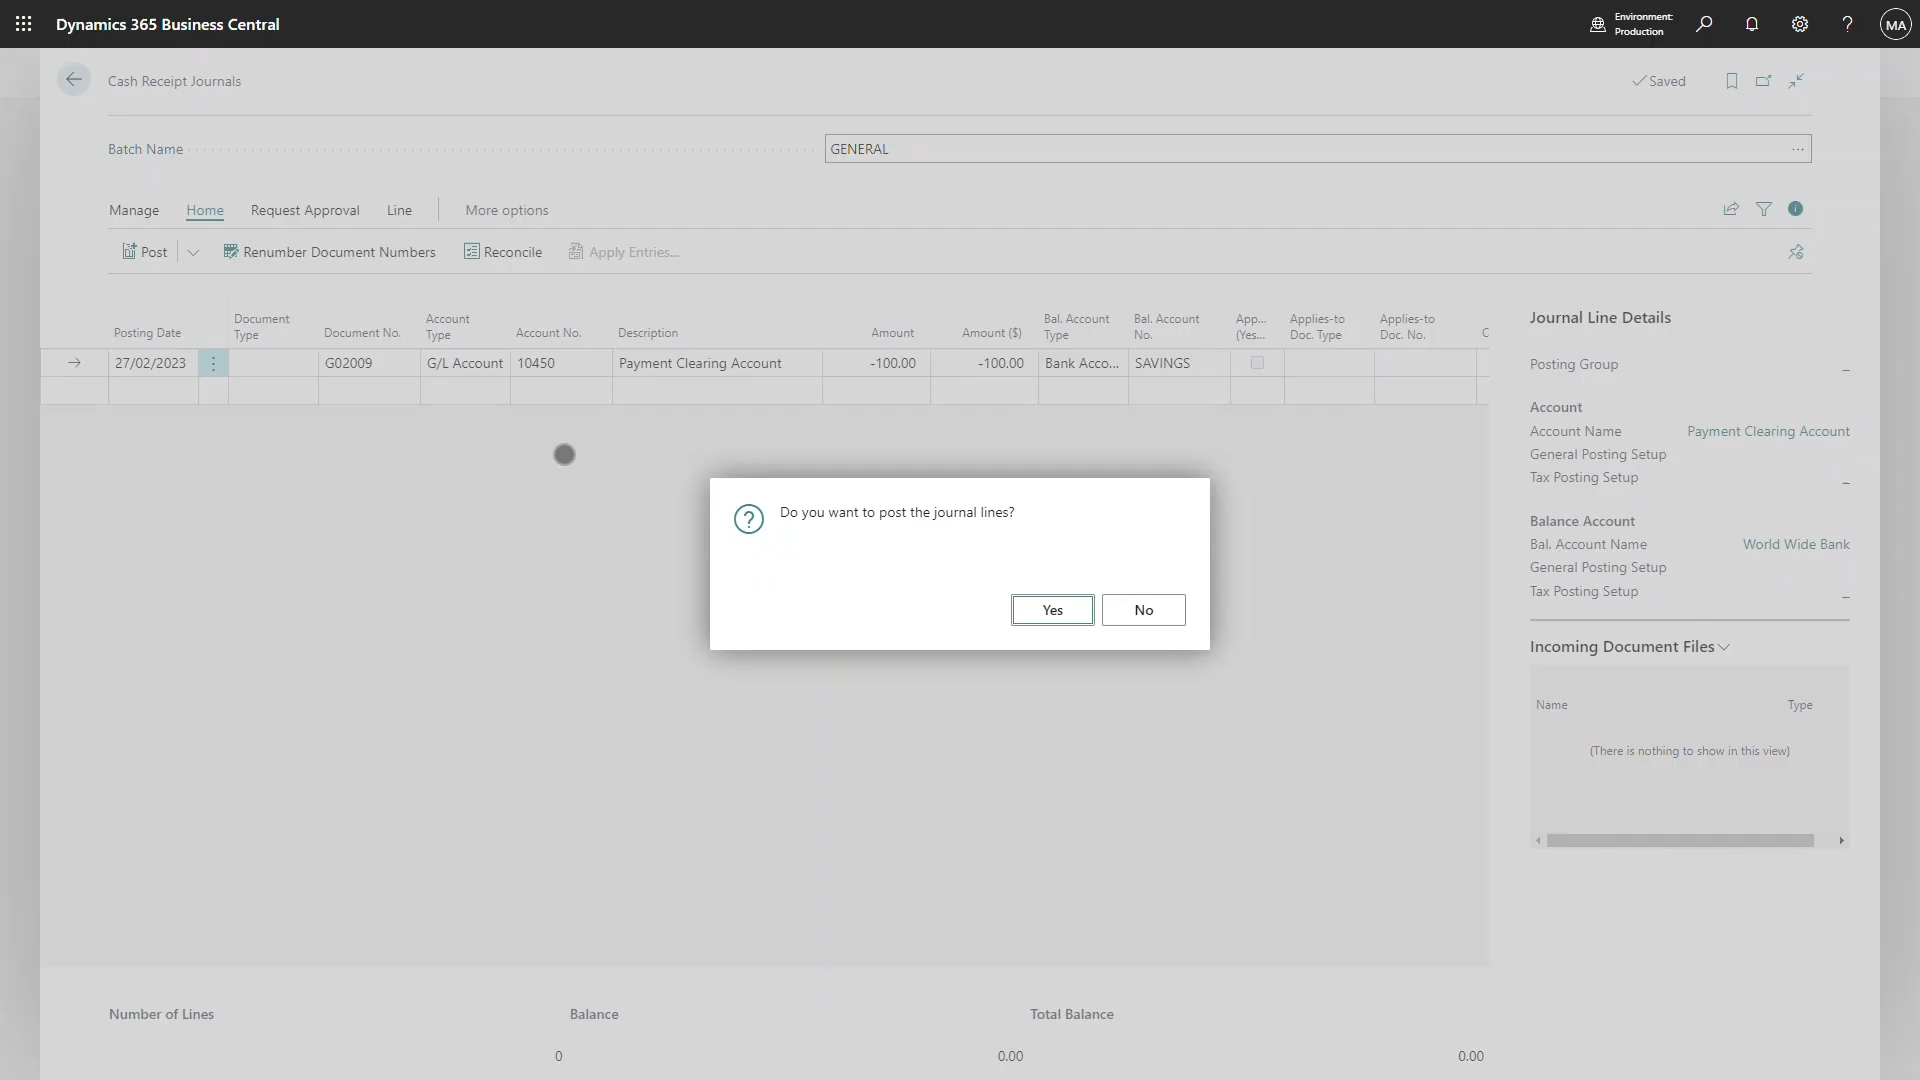 Dynamics 365 Business Central
Environment:
Production
MA
Cash Receipt Journals
Saved
Batch Name
GENERAL
Manage Home Request Approval Line More options
Post Renumber Document Numbers Reconcile Apply Entries...
Posting Date Document Type Document No. Account Type Account No. Description Amount Amount ($) Bal. Account Type Bal. Account No. App... (Yes... Applies-to Doc. Type Applies-to Doc. No. C
27/02/2023 G02009 G/L Account 10450 Payment Clearing Account -100.00 -100.00 Bank Acco... SAVINGS
Journal Line Details
Posting Group _
Account
Account Name Payment Clearing Account
General Posting Setup
Tax Posting Setup _
Balance Account
Bal. Account Name World Wide Bank
General Posting Setup
Tax Posting Setup _
Incoming Document Files
Name Type
(There is nothing to show in this view)
Do you want to post the journal lines?
Yes No
Number of Lines Balance Total Balance
0 0.00 0.00